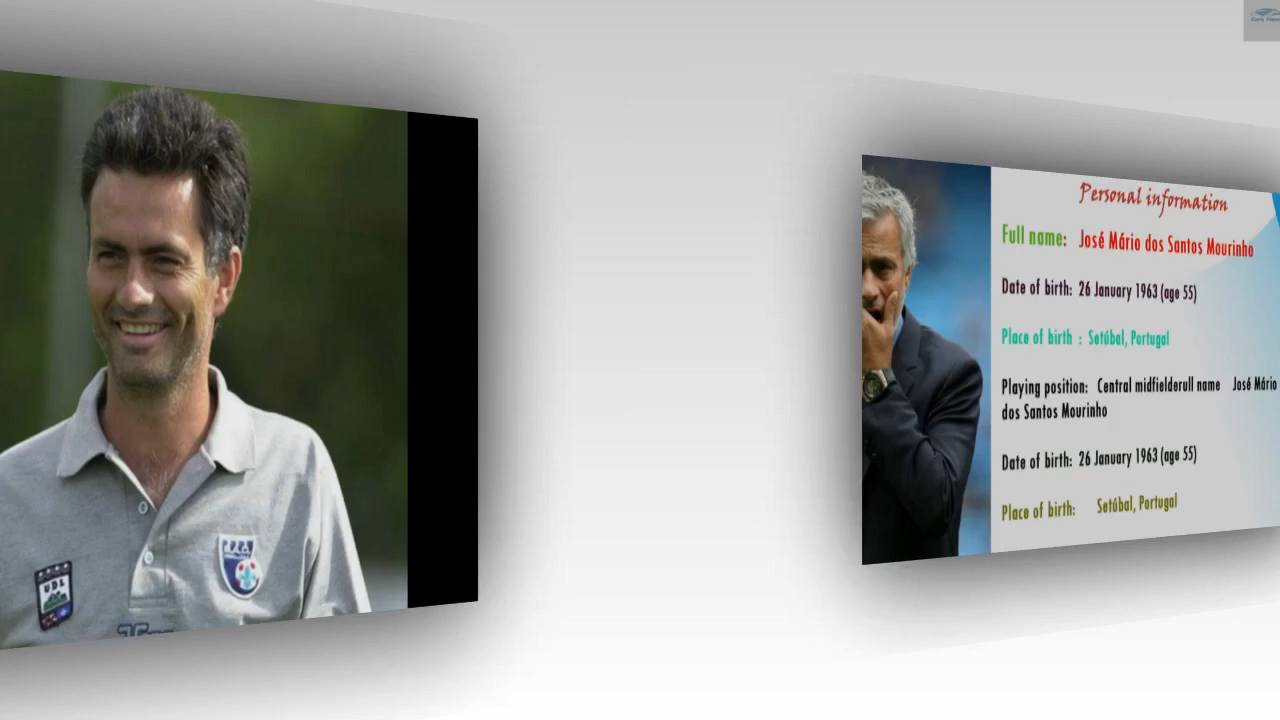 UDL
Personal information
Full name: José Mário dos Santos Mourinho
Date of birth: 26 January 1963 (age 55)
Place of birth : Setúbal, Portugal
Playing position: Central midfielderull name José Mário
dos Santos Mourinho
Date of birth: 26 January 1963 (age 55)
Place of birth: Setúbal, Portugal